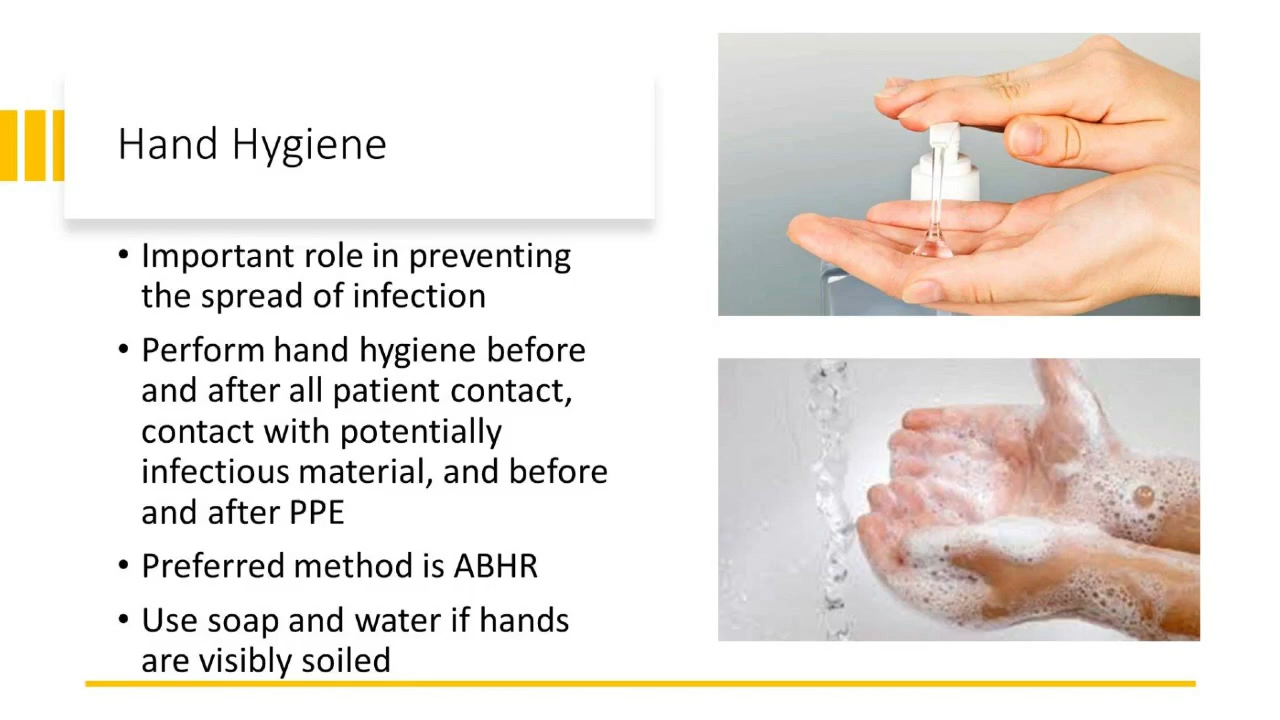 Hand Hygiene
• Important role in preventing
the spread of infection
• Perform hand hygiene before
and after all patient contact,
contact with potentially
infectious material, and before
and after PPE
• Preferred method is ABHR
• Use soap and water if hands
are visibly soiled